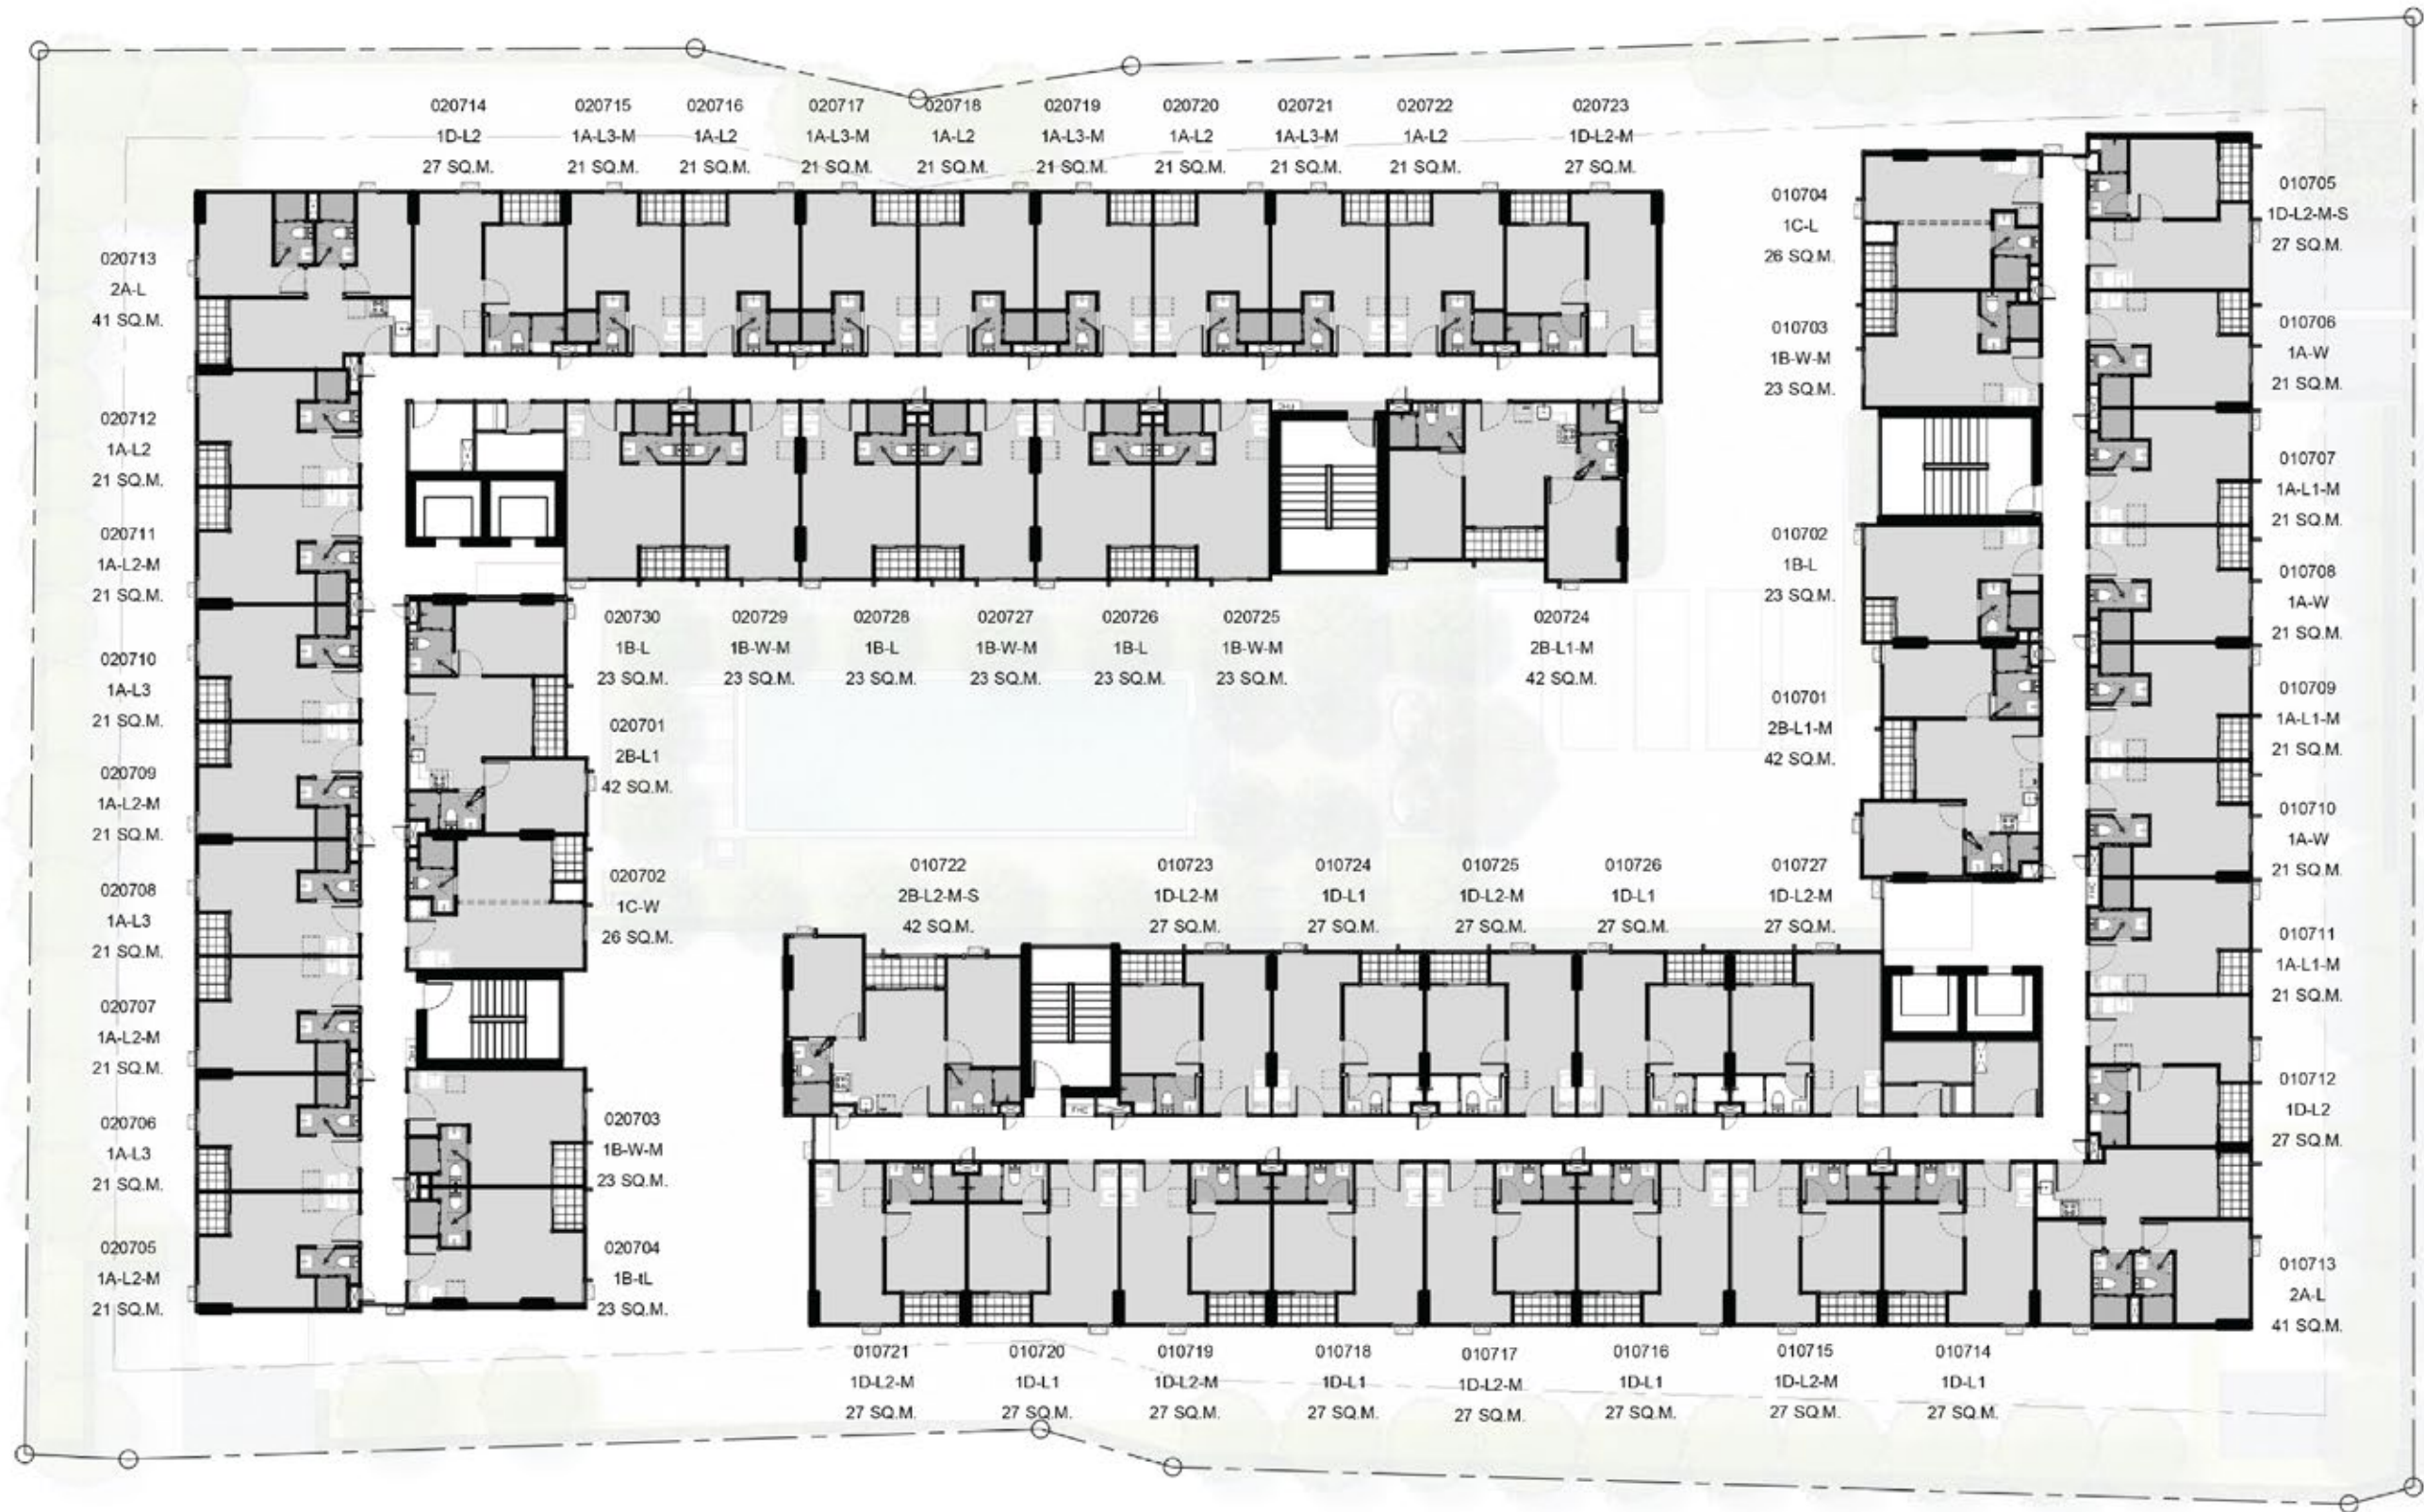 020714
1D-L2
27 SQ.M.
020715
1A-L3-M
21 SQ.M.
020716
1A-L2
21 SQ.M.
020717
1A-L3-M
21 SQ.M.
020718
1A-L2
21 SQ.M.
020719
1A-L3-M
21 SQ.M.
020720
1A-L2
21 SQ.M.
020721
1A-L3-M
21 SQ.M.
020722
1A-L2
21 SQ.M.
020723
1D-L2-M
27 SQ.M.
020713
2A-L
41 SQ.M.
020712
1A-L2
21 SQ.M.
020711
1A-L2-M
21 SQ.M.
020710
1A-L3
21 SQ.M.
020709
1A-L2-M
21 SQ.M.
020708
1A-L3
21 SQ.M.
020707
1A-L2-M
21 SQ.M.
020706
1A-L3
21 SQ.M.
020705
1A-L2-M
21 SQ.M.
020730
1B-L
23 SQ.M.
020729
1B-W-M
23 SQ.M.
020728
1B-L
23 SQ.M.
020727
1B-W-M
23 SQ.M.
020726
1B-L
23 SQ.M.
020725
1B-W-M
23 SQ.M.
020724
2B-L1-M
42 SQ.M.
020701
2B-L1
42 SQ.M.
020702
1C-W
26 SQ.M.
020703
1B-W-M
23 SQ.M.
020704
1B-tL
23 SQ.M.
010704
1C-L
26 SQ.M.
010703
1B-W-M
23 SQ.M.
010702
1B-L
23 SQ.M.
010701
2B-L1-M
42 SQ.M.
010705
1D-L2-M-S
27 SQ.M.
010706
1A-W
21 SQ.M.
010707
1A-L1-M
21 SQ.M.
010708
1A-W
21 SQ.M.
010709
1A-L1-M
21 SQ.M.
010710
1A-W
21 SQ.M.
010711
1A-L1-M
21 SQ.M.
010712
1D-L2
27 SQ.M.
010713
2A-L
41 SQ.M.
010722
2B-L2-M-S
42 SQ.M.
010723
1D-L2-M
27 SQ.M.
010724
1D-L1
27 SQ.M.
010725
1D-L2-M
27 SQ.M.
010726
1D-L1
27 SQ.M.
010727
1D-L2-M
27 SQ.M.
FHC
010721
1D-L2-M
27 SQ.M.
010720
1D-L1
27 SQ.M.
010719
1D-L2-M
27 SQ.M.
010718
1D-L1
27 SQ.M.
010717
1D-L2-M
27 SQ.M.
010716
1D-L1
27 SQ.M.
010715
1D-L2-M
27 SQ.M.
010714
1D-L1
27 SQ.M.